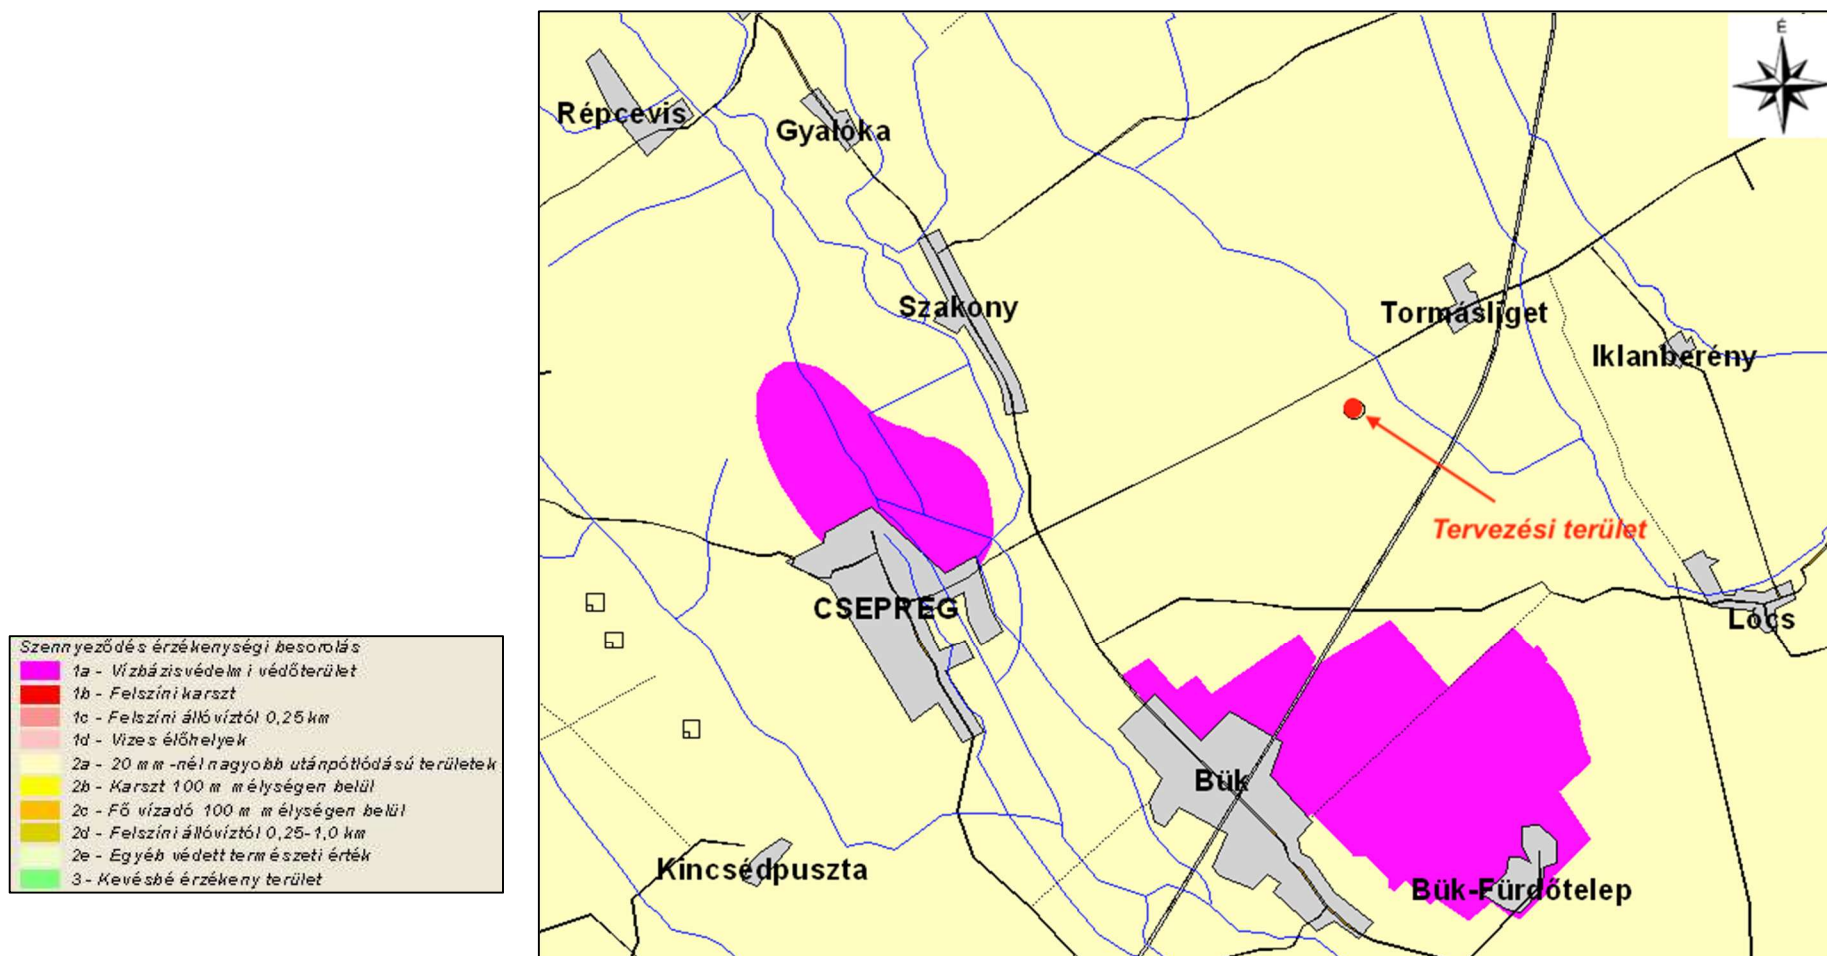 É
Répcevis
Gyalóka
Szakony
Tormásliget
Iklanberény
Tervezési terület
CSEPREG
Lócs
Bük
Kincsédpuszta
Bük-Fürdőtelep
Szennyeződés érzékenységi besorolás
1a - Vízbázisvédelmi védőterület
1b - Felszíni karszt
1c - Felszíni állóvíztól 0,25 km
1d - Vizes élőhelyek
2a - 20 mm-nél nagyobb utánpótlódású területek
2b - Karszt 100 m mélységen belül
2c - Fő vízadó 100 m mélységen belül
2d - Felszíni állóvíztól 0,25-1,0 km
2e - Egyéb védett természeti érték
3 - Kevésbé érzékeny terület